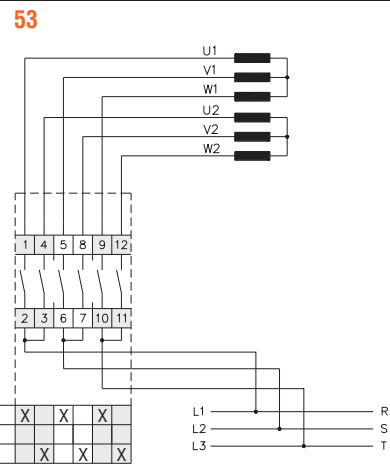 53
U1
V1
W1
U2
V2
W2
1 4 5 8 9 12
2 3 6 7 10 11
X X X
L1 R
L2 S
L3 T
X X X